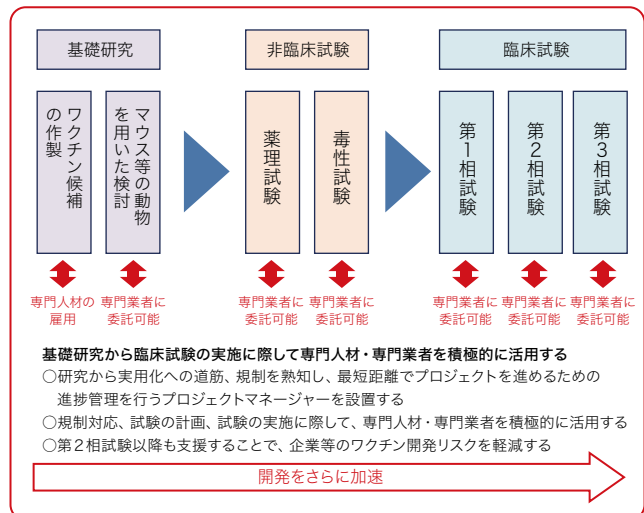 基礎研究
非臨床試験
臨床試験
ワクチン候補
の作製
マウス等の動物
を用いた検討
薬理試験
毒性試験
第1相試験
第2相試験
第3相試験
専門人材の
雇用
専門業者に
委託可能
専門業者に
委託可能
専門業者に
委託可能
専門業者に
委託可能
専門業者に
委託可能
専門業者に
委託可能
基礎研究から臨床試験の実施に際して専門人材・専門業者を積極的に活用する
○研究から実用化への道筋、規制を熟知し、最短距離でプロジェクトを進めるための
進捗管理を行うプロジェクトマネージャーを設置する
○規制対応、試験の計画、試験の実施に際して、専門人材・専門業者を積極的に活用する
○第2相試験以降も支援することで、企業等のワクチン開発リスクを軽減する
開発をさらに加速